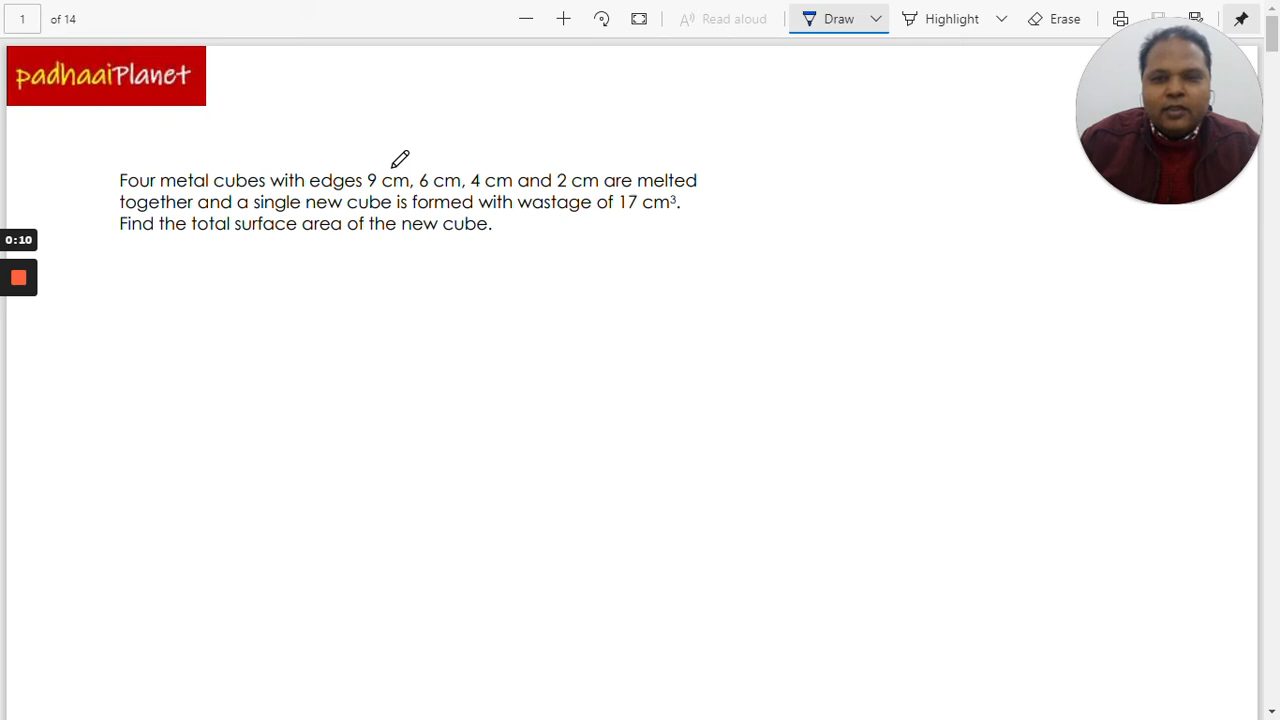 1 of 14 Read aloud Draw Highlight Erase
padhaaiPlanet
Four metal cubes with edges 9 cm, 6 cm, 4 cm and 2 cm are melted
together and a single new cube is formed with wastage of 17 cm³.
Find the total surface area of the new cube.
0:10